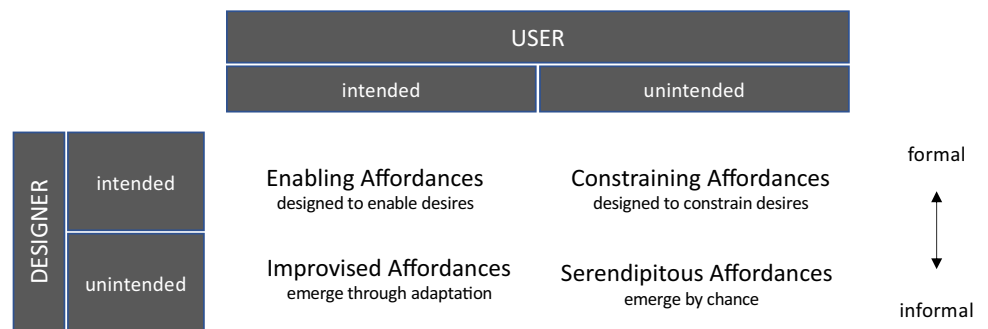 USER
intended
unintended
DESIGNER
intended
Enabling Affordances
designed to enable desires
Constraining Affordances
designed to constrain desires
formal
unintended
Improvised Affordances
emerge through adaptation
Serendipitous Affordances
emerge by chance
informal